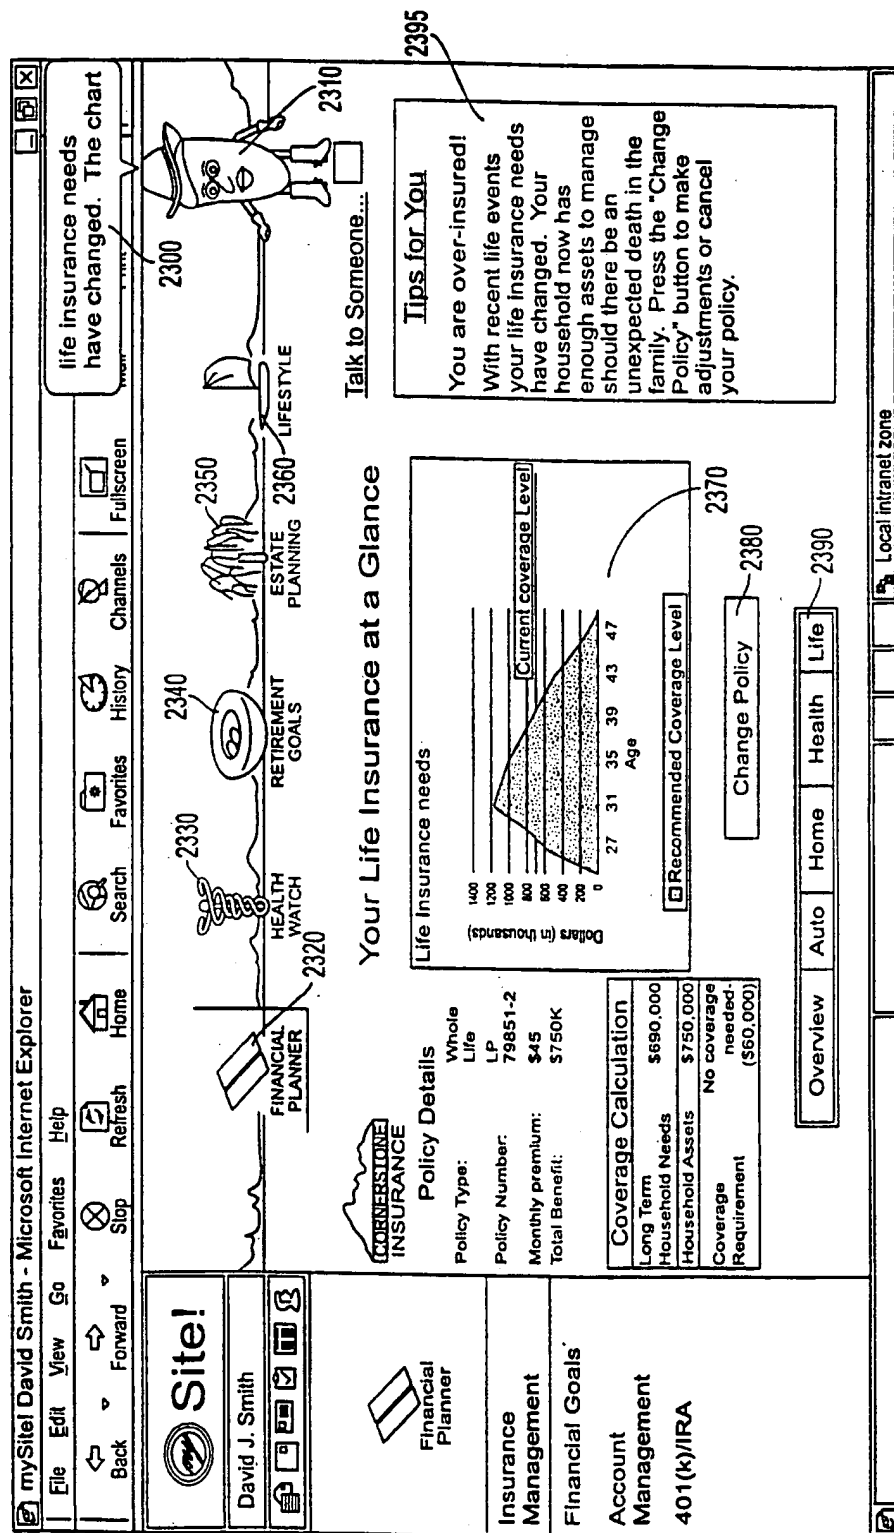 mySite! David Smith - Microsoft Internet Explorer
File Edit View Go Favorites Help
Back Forward Stop Refresh Home Search Favorites History Channels Fullscreen
life insurance needs
have changed. The chart
2300
2310
Site!
David J. Smith
FINANCIAL
PLANNER
2320
HEALTH
WATCH
2330
RETIREMENT
GOALS
2340
ESTATE
PLANNING
2350
LIFESTYLE
2360
Talk to Someone...
Financial
Planner
Insurance
Management
Financial Goals
Account
Management
401(k)/IRA
CORNERSTONE
INSURANCE
Your Life Insurance at a Glance
Policy Details
Policy Type: Whole
Life
Policy Number: LP
79851-2
Monthly premium: $45
Total Benefit: $750K
Coverage Calculation
Long Term
Household Needs $690,000
Household Assets $750,000
Coverage
Requirement
No coverage
needed-
($60,000)
Life Insurance needs
Dollars (in thousands)
1400
1200
1000
800
600
400
200
0
27 31 35 39 43 47
Age
Current coverage Level
Recommended Coverage Level
2370
Change Policy
2380
Overview Auto Home Health Life
2390
Tips for You
You are over-insured!
With recent life events
your life insurance needs
have changed. Your
household now has
enough assets to manage
should there be an
unexpected death in the
family. Press the "Change
Policy" button to make
adjustments or cancel
your policy.
2395
Local intranet zone